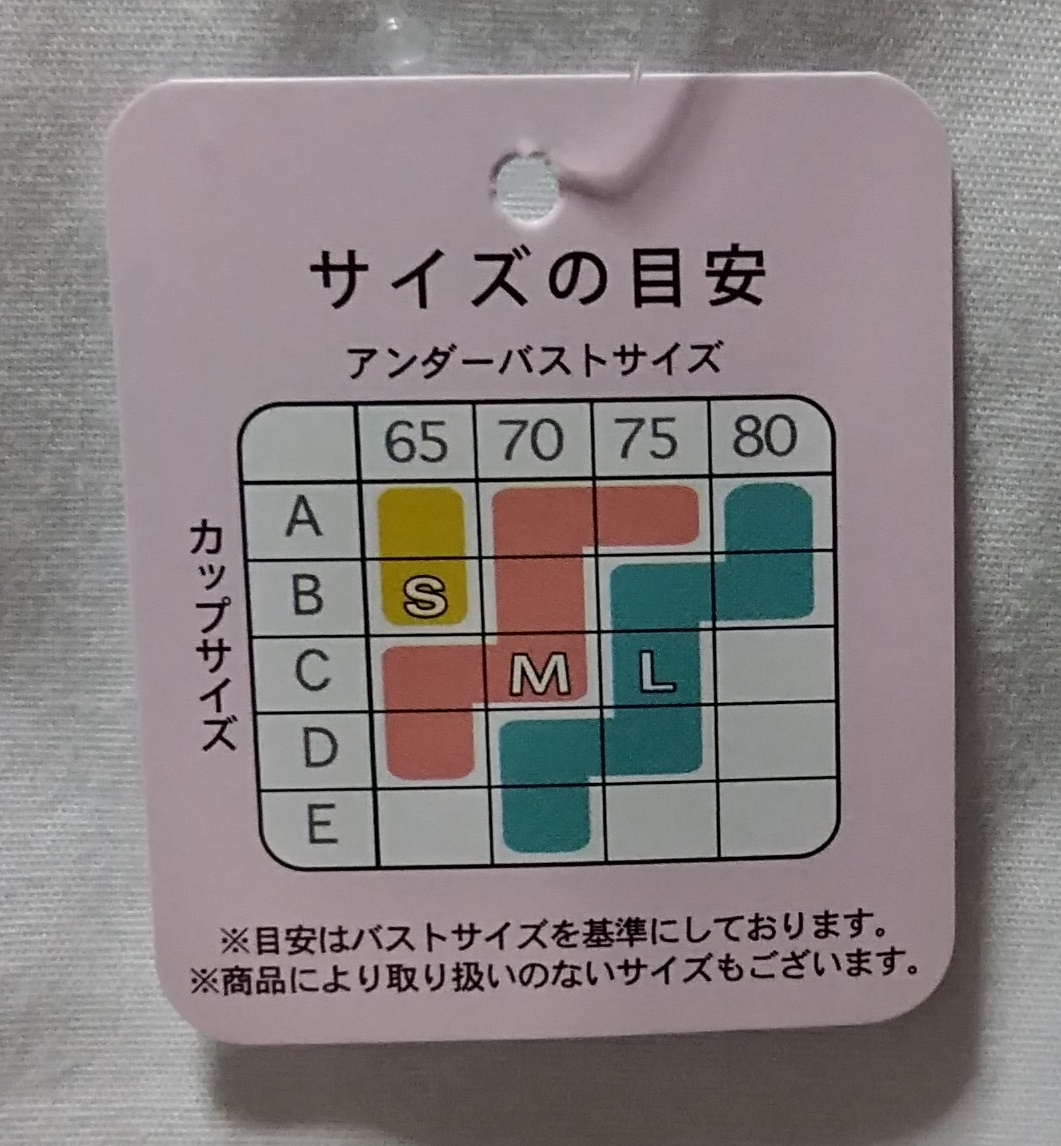 サイズの目安
アンダーバストサイズ
65 70 75 80
カップサイズ
A
B S
C M L
D
E
※目安はバストサイズを基準にしております。
※商品により取り扱いのないサイズもございます。